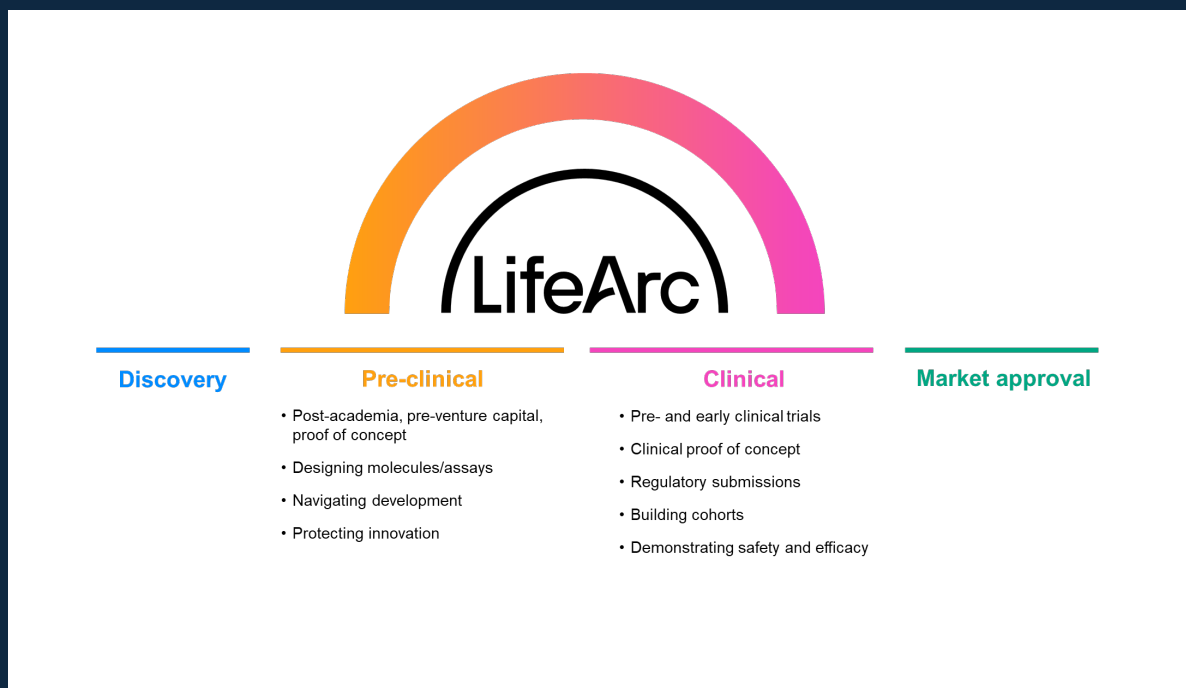 LifeArc
Discovery
Pre-clinical
• Post-academia, pre-venture capital,
proof of concept
• Designing molecules/assays
• Navigating development
• Protecting innovation
Clinical
• Pre- and early clinical trials
• Clinical proof of concept
• Regulatory submissions
• Building cohorts
• Demonstrating safety and efficacy
Market approval